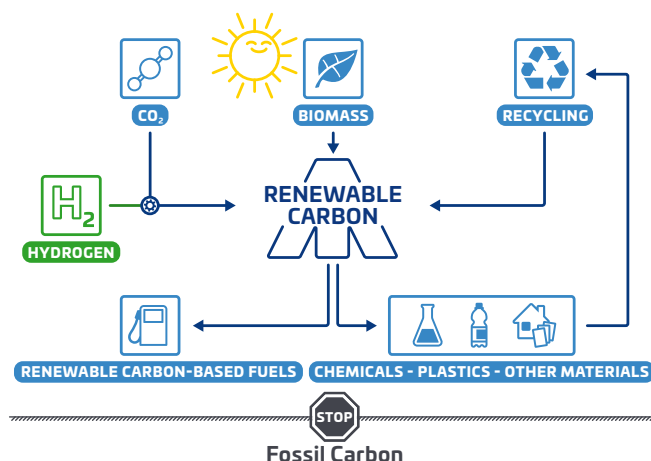 CO₂
BIOMASS
RECYCLING
RENEWABLE
CARBON
H₂
HYDROGEN
RENEWABLE CARBON-BASED FUELS
CHEMICALS - PLASTICS - OTHER MATERIALS
STOP
Fossil Carbon